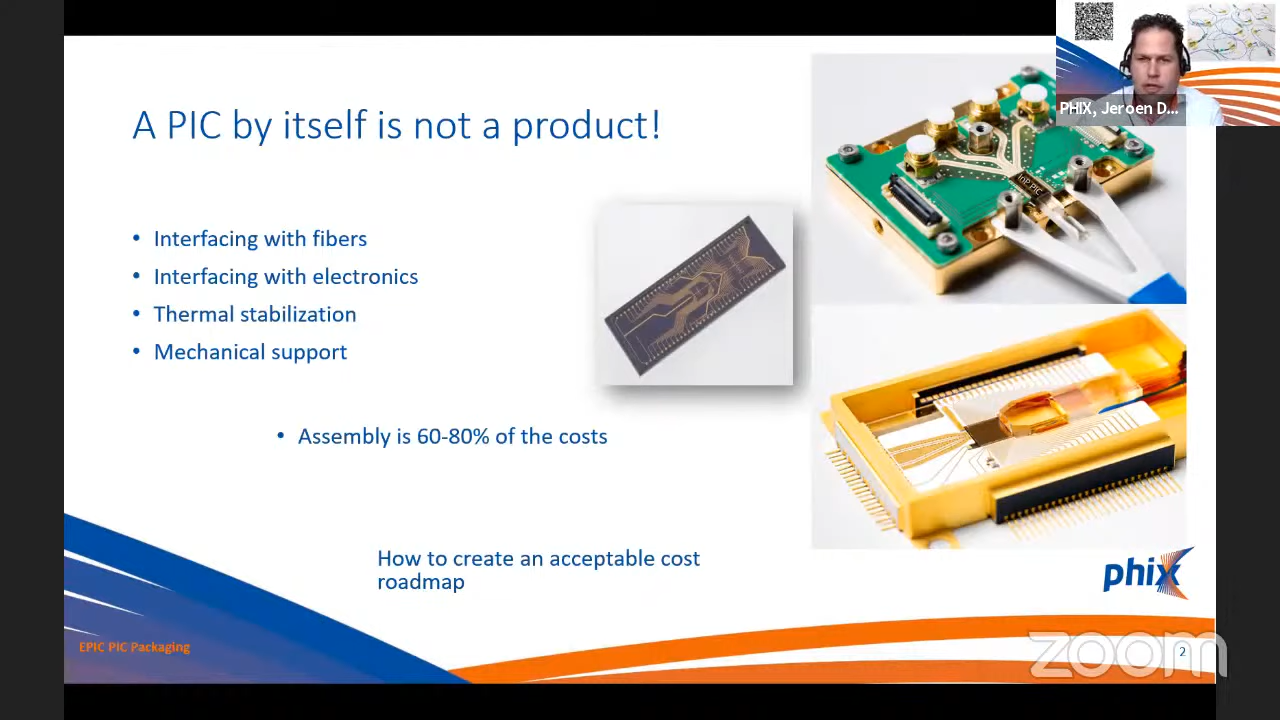 PHIX, Jeroen D...
A PIC by itself is not a product!
InP PIC
• Interfacing with fibers
• Interfacing with electronics
• Thermal stabilization
• Mechanical support
• Assembly is 60-80% of the costs
How to create an acceptable cost
roadmap
phix
EPIC PIC Packaging
zoom
2